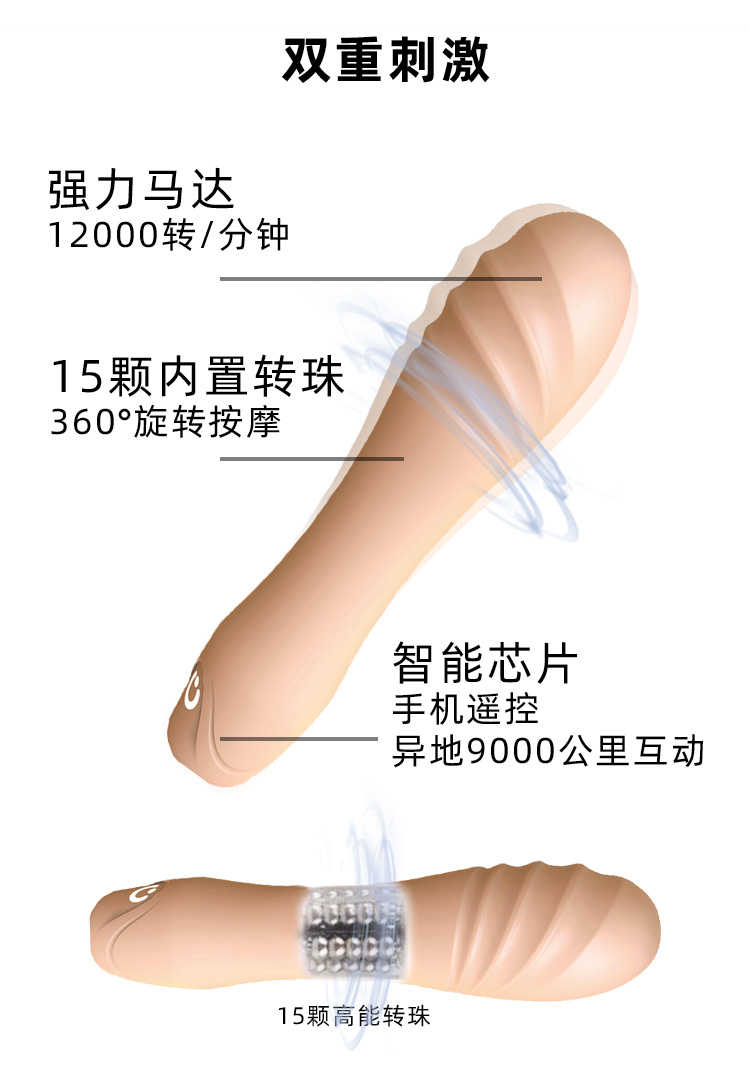 双重刺激
强力马达
12000转/分钟
15颗内置转珠
360°旋转按摩
智能芯片
手机遥控
异地9000公里互动
15颗高能转珠